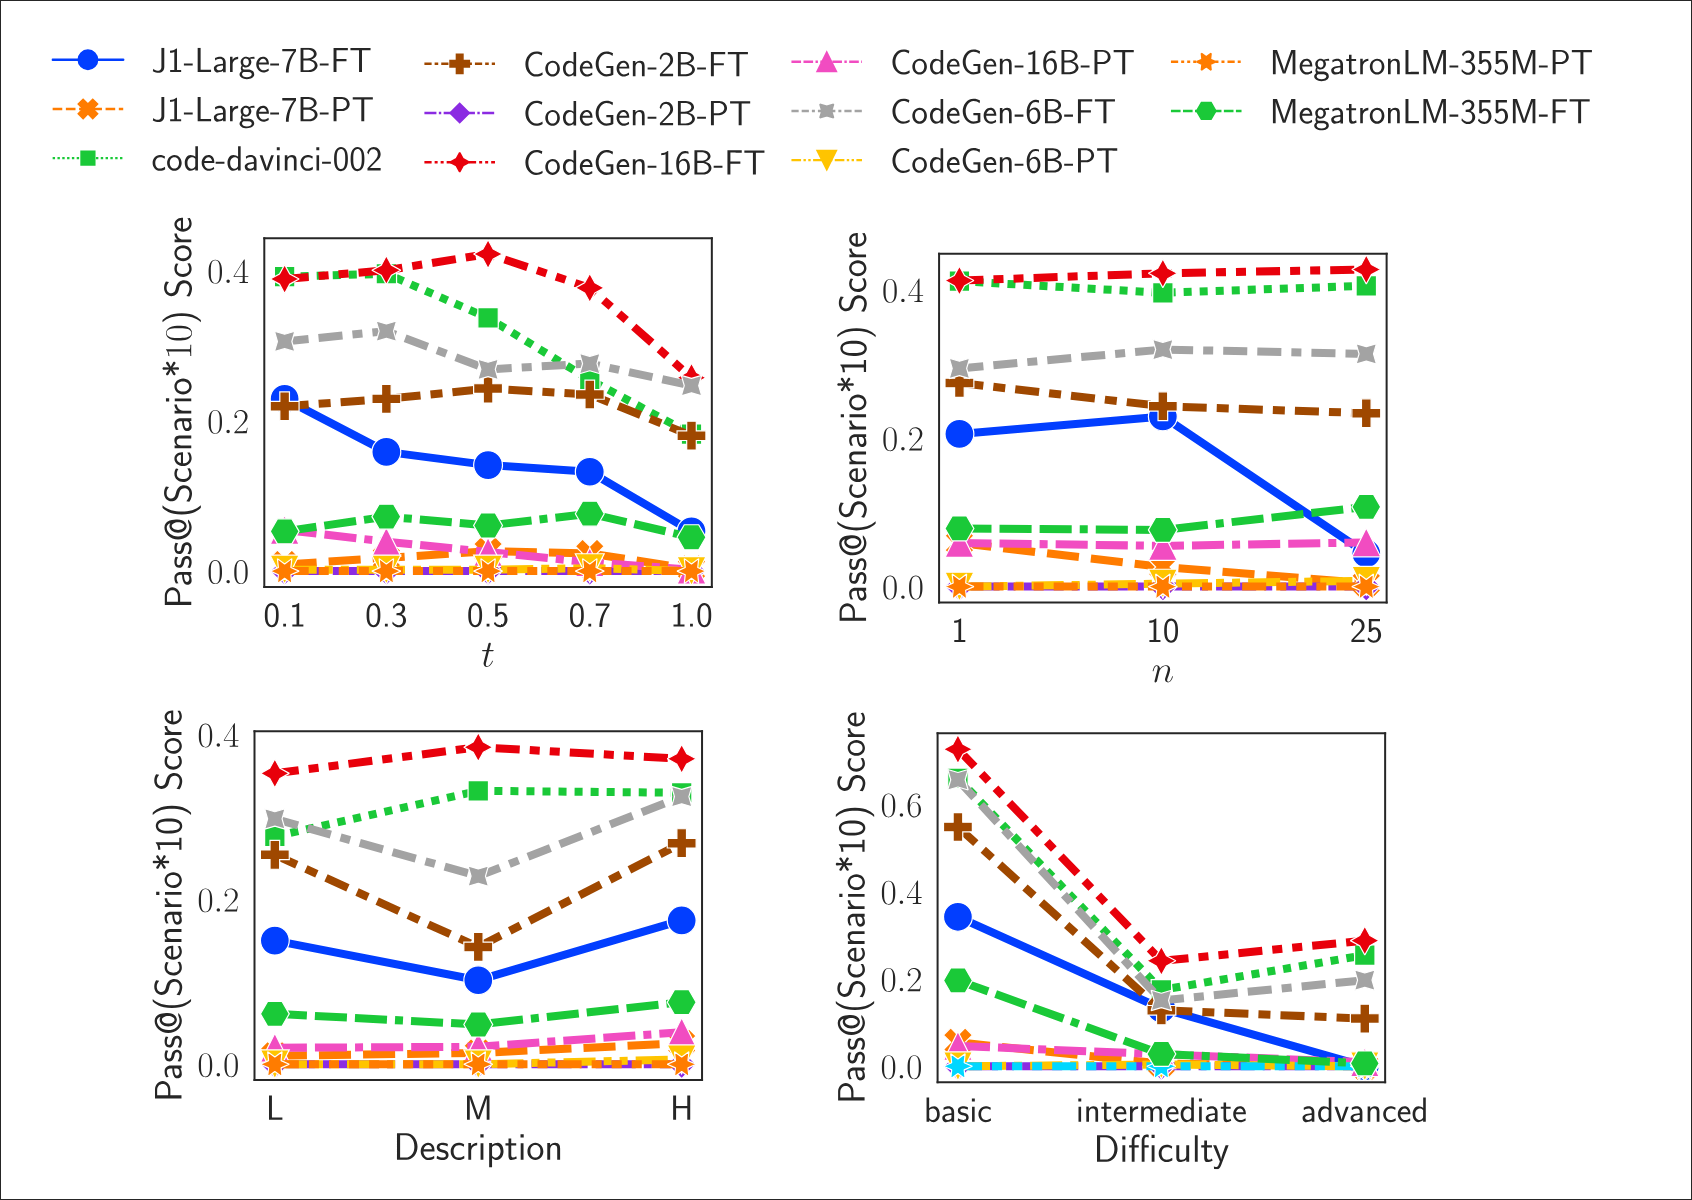 J1-Large-7B-FT
J1-Large-7B-PT
code-davinci-002
CodeGen-2B-FT
CodeGen-2B-PT
CodeGen-16B-FT
CodeGen-16B-PT
CodeGen-6B-FT
CodeGen-6B-PT
MegatronLM-355M-PT
MegatronLM-355M-FT
Pass@(Scenario*10) Score
0.4
0.2
0.0
0.1 0.3 0.5 0.7 1.0
t
Pass@(Scenario*10) Score
0.4
0.2
0.0
1 10 25
n
Pass@(Scenario*10) Score
0.4
0.2
0.0
L M H
Description
Pass@(Scenario*10) Score
0.6
0.4
0.2
0.0
basic intermediate advanced
Difficulty